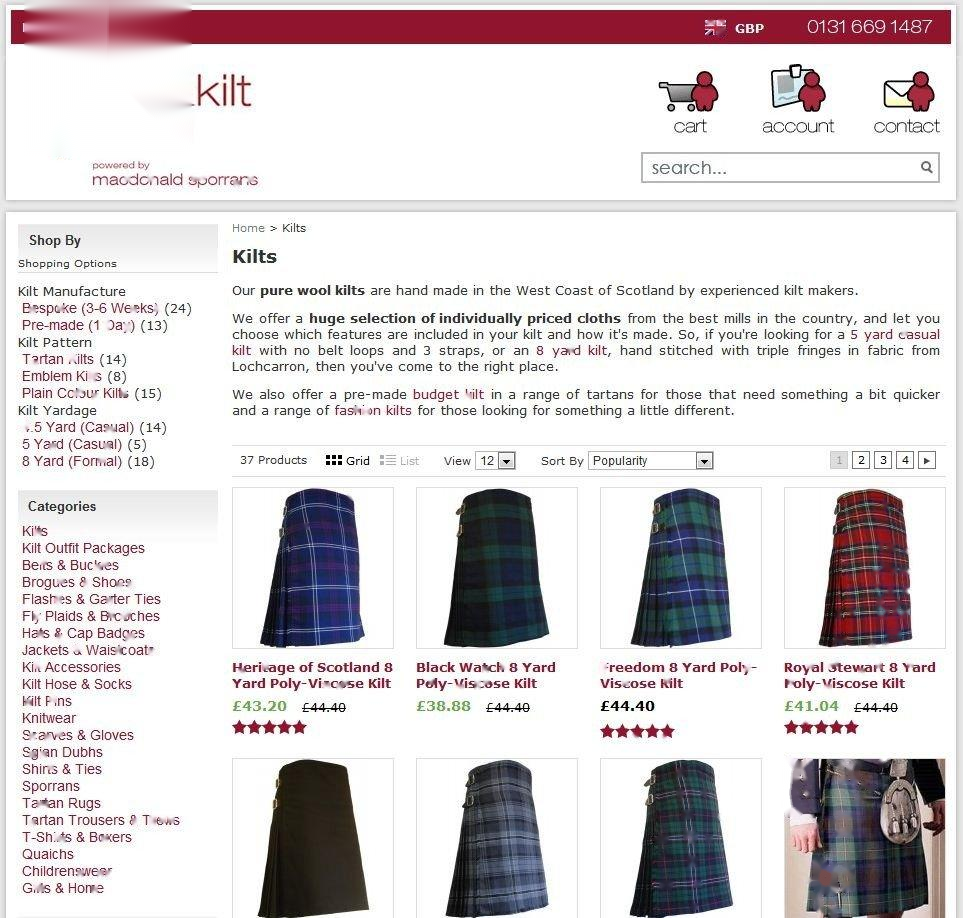 GBP
0131 669 1487
kilt
powered by
macdonald sporrans
cart
account
contact
search...
Shop By
Shopping Options
Kilt Manufacture
Bespoke (3-6 Weeks) (24)
Pre-made (1 Day) (13)
Kilt Pattern
Tartan Kilts (14)
Emblem Kilts (8)
Plain Colour Kilts (15)
Kilt Yardage
.5 Yard (Casual) (14)
5 Yard (Casual) (5)
8 Yard (Formal) (18)
Categories
Kilts
Kilt Outfit Packages
Belts & Buckles
Brogues & Shoes
Flashes & Garter Ties
Fly Plaids & Brooches
Hats & Cap Badges
Jackets & Waistcoats
Kilt Accessories
Kilt Hose & Socks
Kilt Pins
Knitwear
Scarves & Gloves
Sgian Dubhs
Shirts & Ties
Sporrans
Tartan Rugs
Tartan Trousers & Trews
T-Shirts & Boxers
Quaichs
Childrenswear
Gifts & Home
Home > Kilts
Kilts
Our pure wool kilts are hand made in the West Coast of Scotland by experienced kilt makers.
We offer a huge selection of individually priced cloths from the best mills in the country, and let you
choose which features are included in your kilt and how it's made. So, if you're looking for a 5 yard casual
kilt with no belt loops and 3 straps, or an 8 yard kilt, hand stitched with triple fringes in fabric from
Lochcarron, then you've come to the right place.
We also offer a pre-made budget kilt in a range of tartans for those that need something a bit quicker
and a range of fashion kilts for those looking for something a little different.
37 Products Grid List View 12 Sort By Popularity 1 2 3 4
Heritage of Scotland 8
Yard Poly-Viscose Kilt
£43.20 £44.40
Black Watch 8 Yard
Poly-Viscose Kilt
£38.88 £44.40
Freedom 8 Yard Poly-
Viscose Kilt
£44.40
Royal Stewart 8 Yard
Poly-Viscose Kilt
£41.04 £44.40